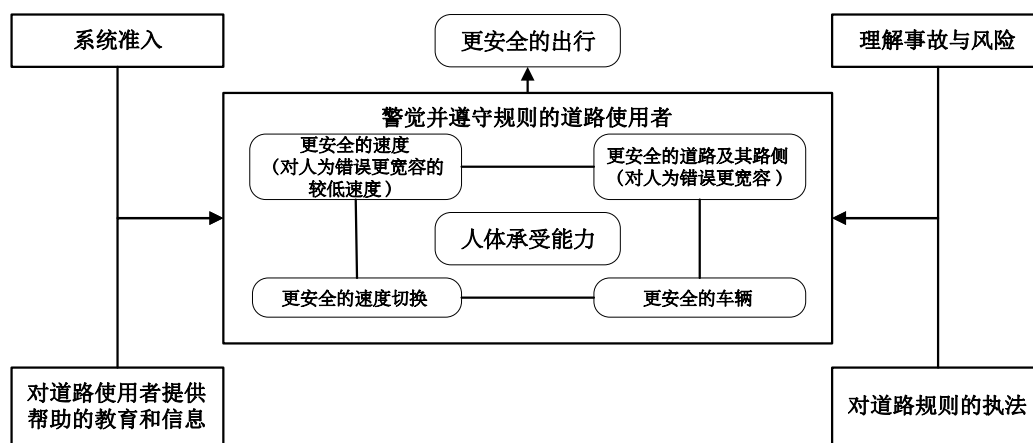 系统准入
更安全的出行
理解事故与风险
警觉并遵守规则的道路使用者
更安全的速度
（对人为错误更宽容的
较低速度）
更安全的道路及其路侧
（对人为错误更宽容）
人体承受能力
更安全的速度切换
更安全的车辆
对道路使用者提供
帮助的教育和信息
对道路规则的执法